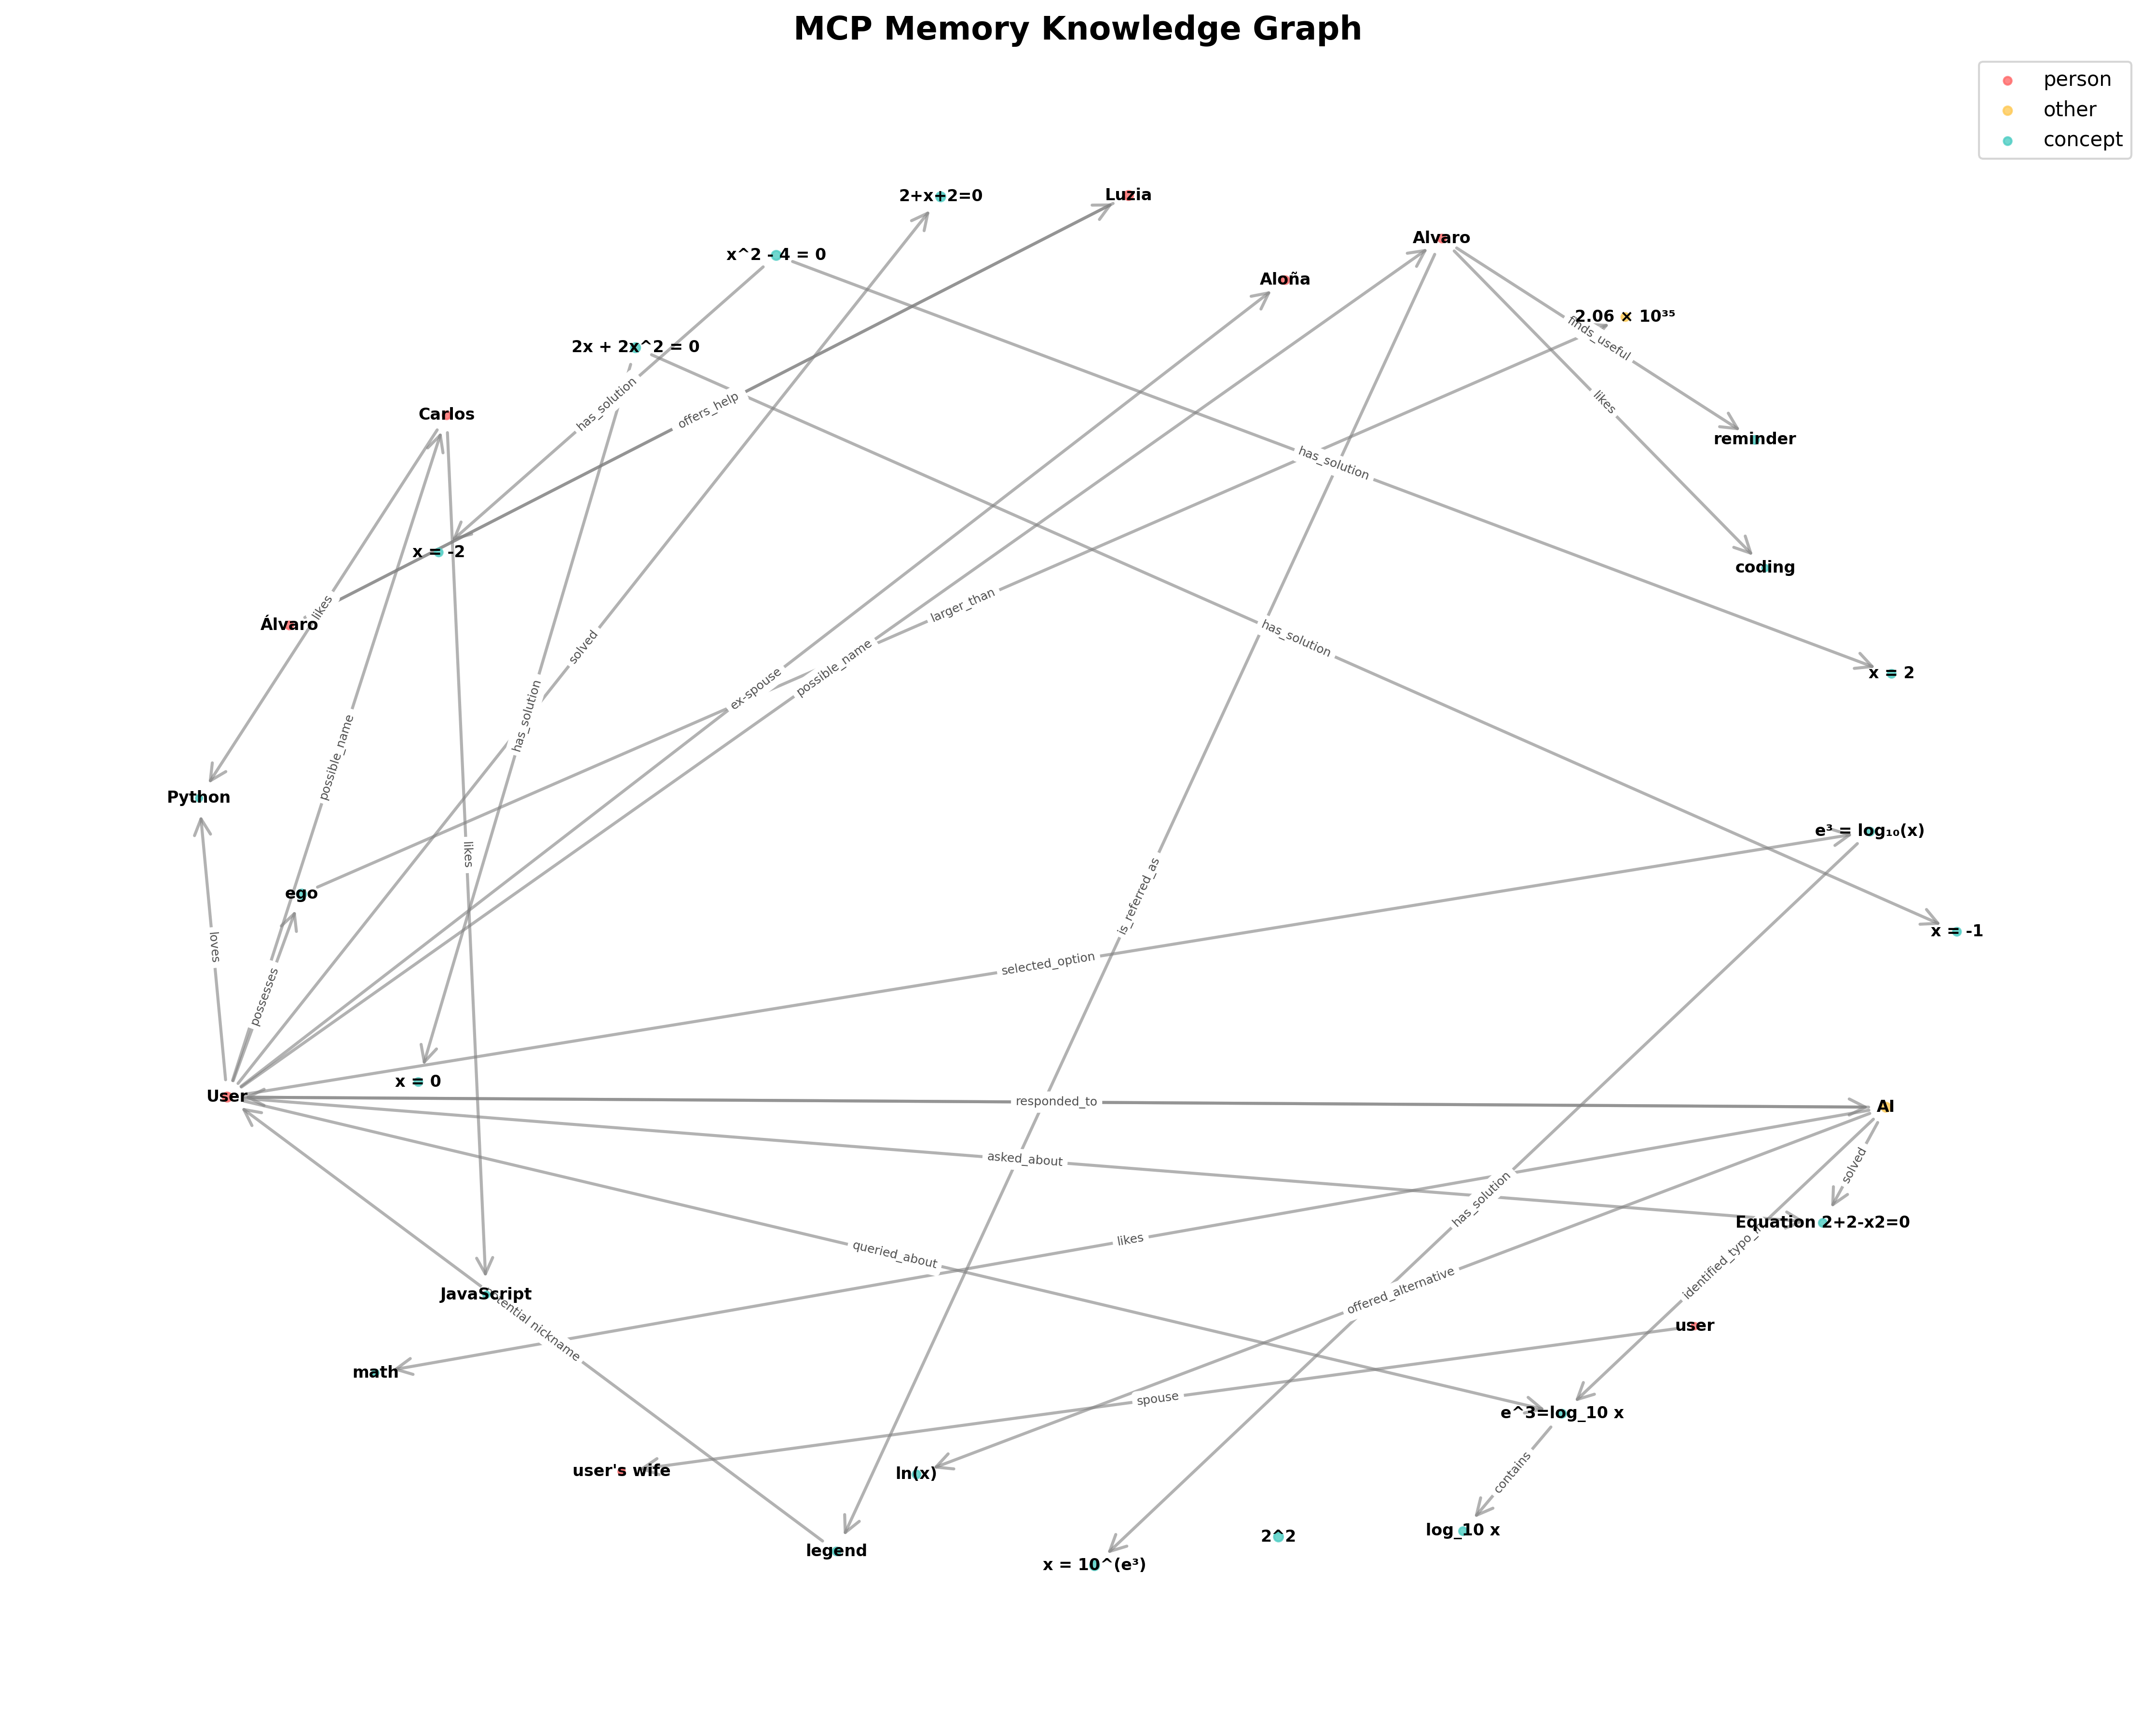 MCP Memory Knowledge Graph
person
other
concept
2+x+2=0
Luzia
x^2 - 4 = 0
Alvaro
Aloña
2.06 × 10³⁵
finds_useful
2x + 2x^2 = 0
has_solution
offers_help
likes
Carlos
reminder
has_solution
x = -2
coding
likes
Álvaro
larger_than
has_solution
solved
possible_name
x = 2
ex-spouse
has_solution
possible_name
Python
e³ = log₁₀(x)
likes
ego
is_referred_as
x = -1
loves
selected_option
possesses
x = 0
User
responded_to
AI
asked_about
solved
has_solution
Equation 2+2-x2=0
likes
queried_about
identified_typo_
offered_alternative
JavaScript
tential nickname
user
math
spouse
e^3=log_10 x
user's wife
ln(x)
contains
log_10 x
2^2
legend
x = 10^(e³)